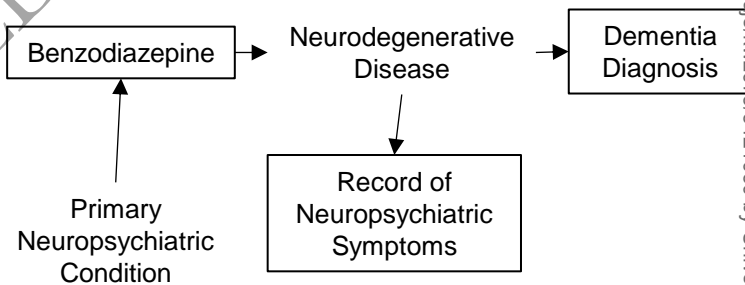 Benzodiazepine
Neurodegenerative
Disease
Dementia
Diagnosis
Record of
Neuropsychiatric
Symptoms
Primary
Neuropsychiatric
Condition